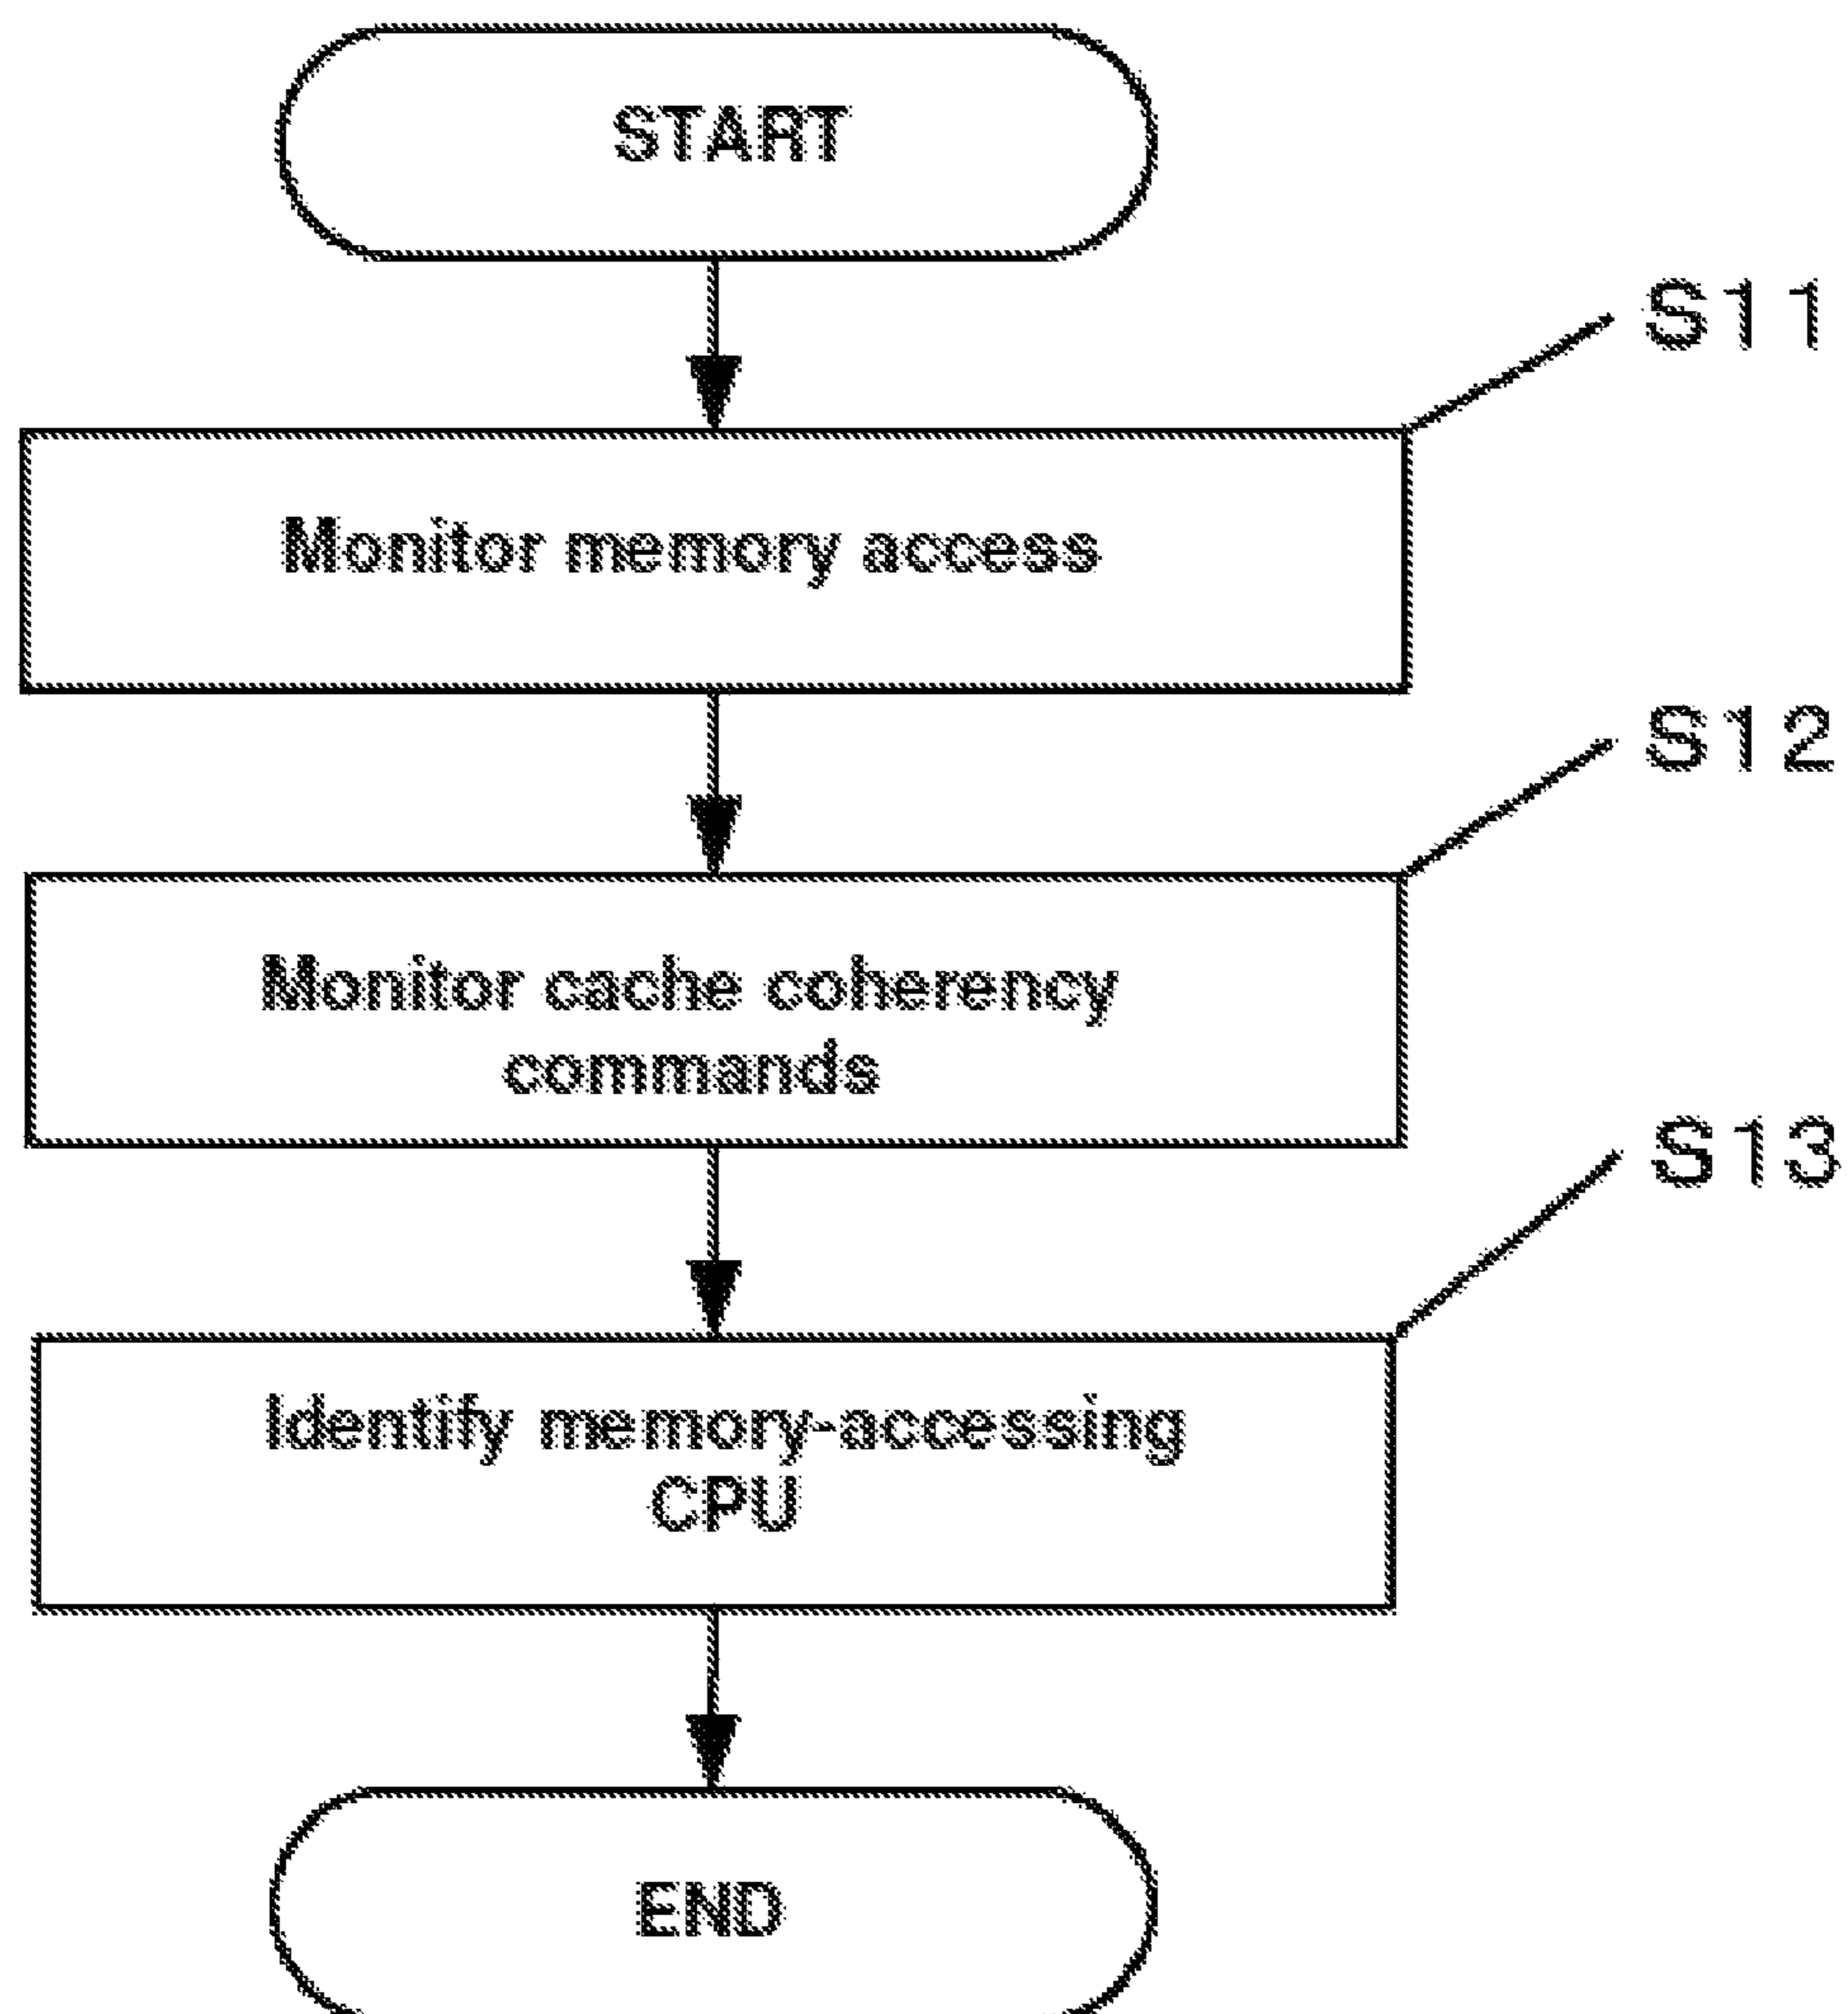 START
S11
Monitor memory access
S12
Monitor cache coherency
commands
S13
Identify memory-accessing
CPU
END